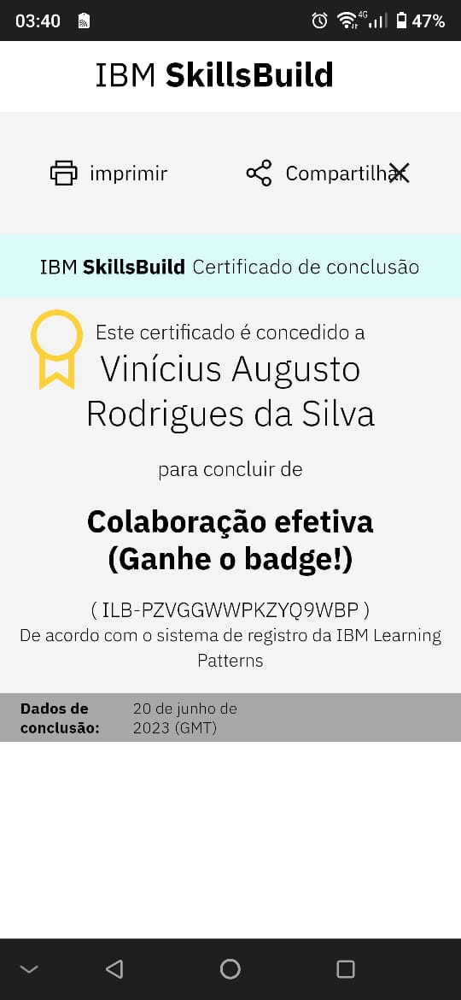 03:40 4G 47%
IBM SkillsBuild
imprimir Compartilhar
IBM SkillsBuild Certificado de conclusão
Este certificado é concedido a
Vinícius Augusto
Rodrigues da Silva
para concluir de
Colaboração efetiva
(Ganhe o badge!)
( ILB-PZVGGWWPKZYQ9WBP )
De acordo com o sistema de registro da IBM Learning
Patterns
Dados de 20 de junho de
conclusão: 2023 (GMT)